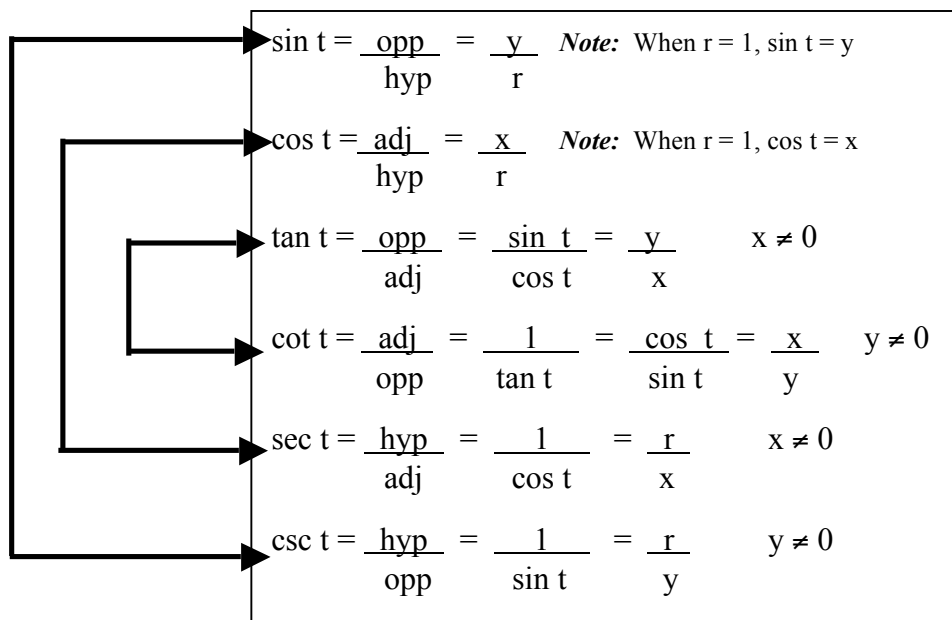 sin t = opp = y Note: When r = 1, sin t = y
hyp r
cos t = adj = x Note: When r = 1, cos t = x
hyp r
tan t = opp = sin t = y x ≠ 0
adj cos t x
cot t = adj = 1 = cos t = x y ≠ 0
opp tan t sin t y
sec t = hyp = 1 = r x ≠ 0
adj cos t x
csc t = hyp = 1 = r y ≠ 0
opp sin t y